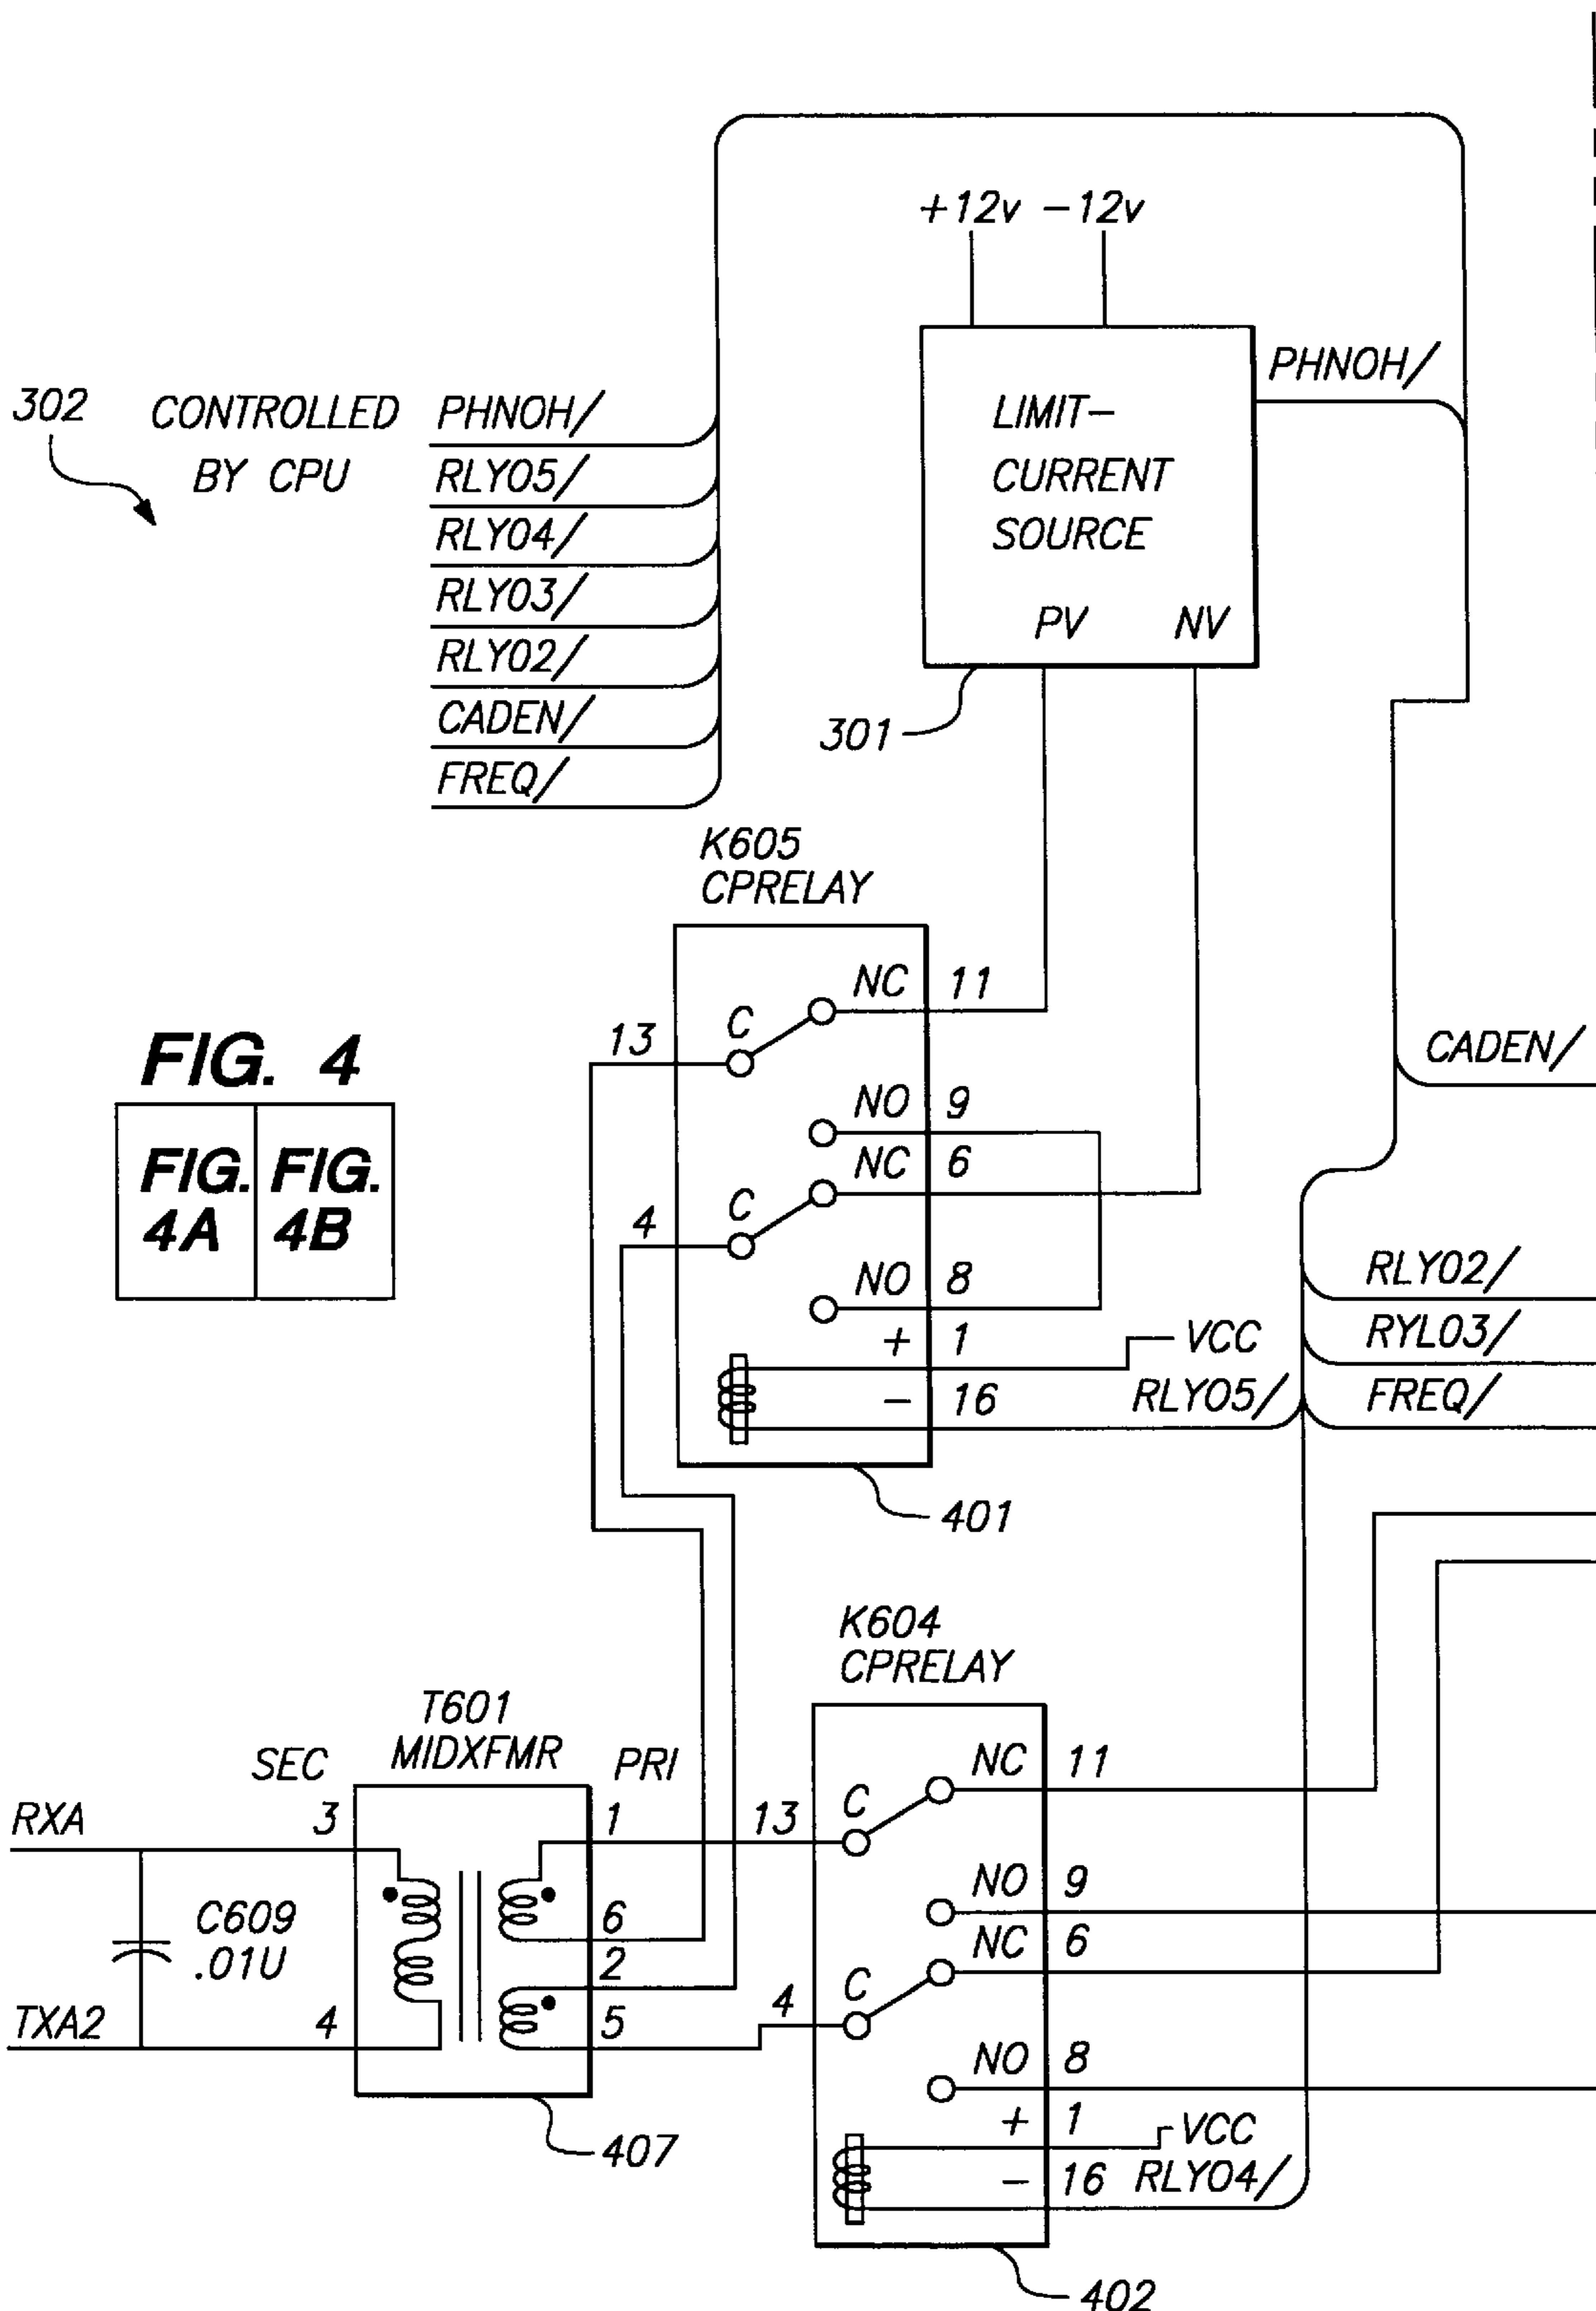 +12v -12v
PHNOH/
302
CONTROLLED
BY CPU
PHNOH/
RLY05/
RLY04/
RLY03/
RLY02/
CADEN/
FREQ/
LIMIT-
CURRENT
SOURCE
PV NV
301
K605
CPRELAY
NC 11
C
13
NO 9
NC 6
C
4
NO 8
+ 1
VCC
- 16
RLY05/
401
CADEN/
RLY02/
RYL03/
FREQ/
FIG. 4
FIG. 4A
FIG. 4B
K604
CPRELAY
NC 11
C
13
NO 9
NC 6
C
4
NO 8
+ 1
VCC
- 16 RLY04/
402
T601
MIDXFMR
SEC
PRI
RXA
3
1
C609
.01U
6
2
TXA2
4
5
407